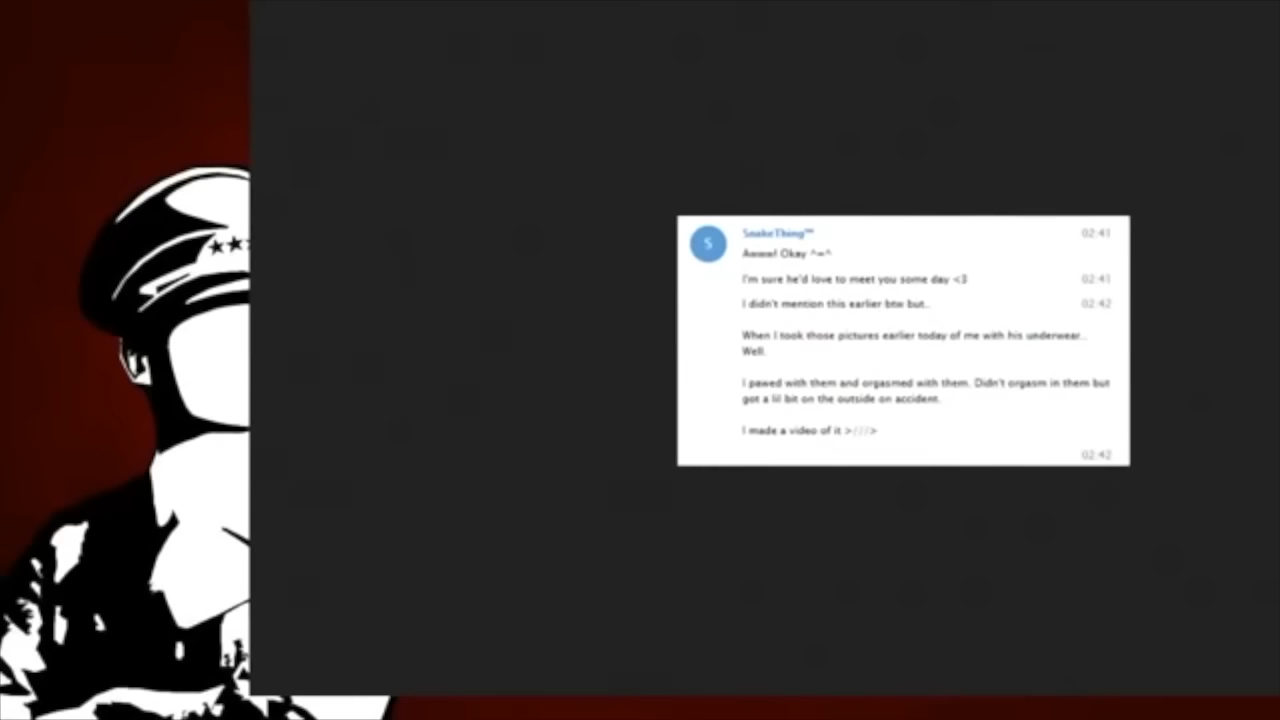 S
SnakeThing™ 02:41
Awww! Okay ^=^
I'm sure he'd love to meet you some day <3 02:41
I didn't mention this earlier btw but.. 02:42
When I took those pictures earlier today of me with his underwear...
Well.
I pawed with them and orgasmed with them. Didn't orgasm in them but
got a lil bit on the outside on accident.
I made a video of it >///>
02:42